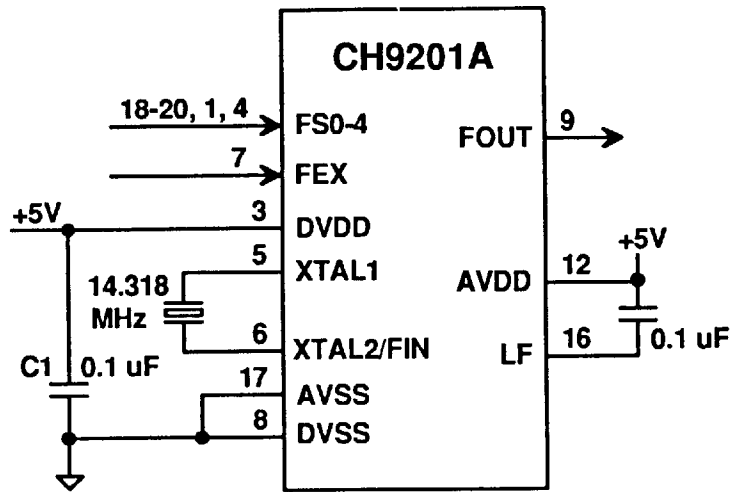 CH9201A
18-20, 1, 4
FS0-4
9
FOUT
7
FEX
+5V
3
DVDD
+5V
5
XTAL1
12
AVDD
14.318
MHz
6
XTAL2/FIN
16
LF
0.1 uF
C1
0.1 uF
17
AVSS
8
DVSS